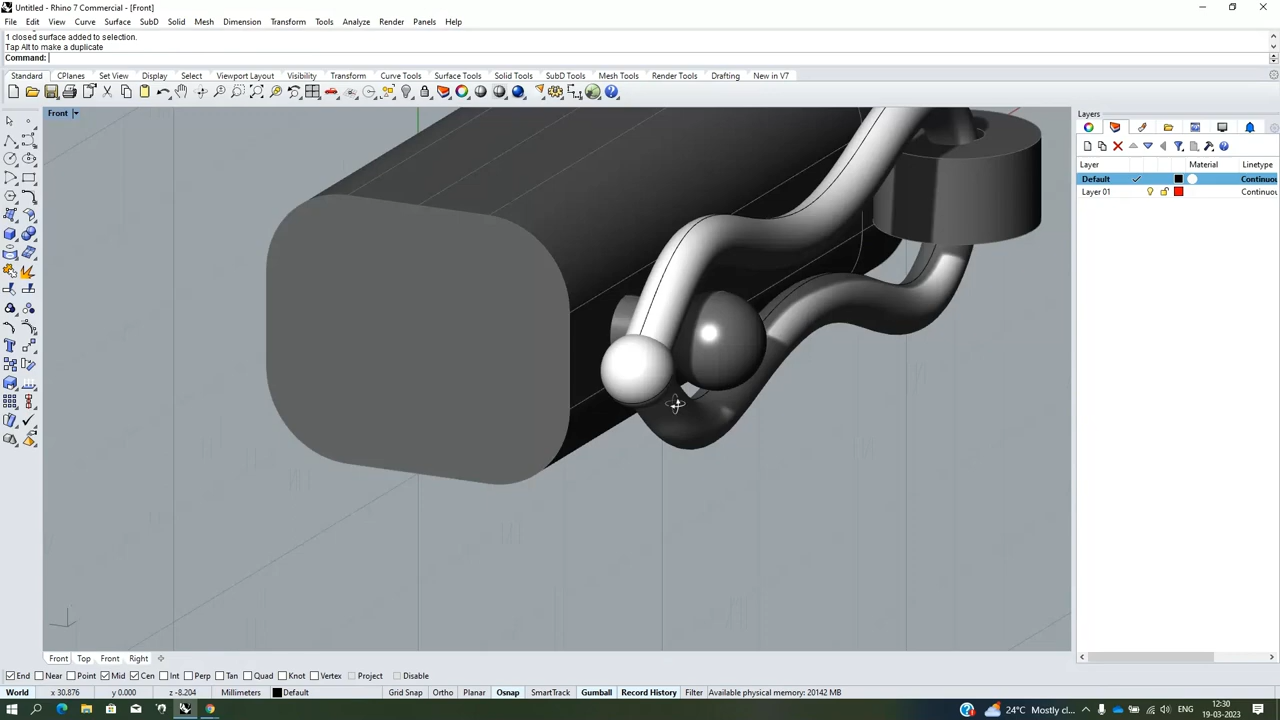 Untitled - Rhino 7 Commercial - [Front]
File Edit View Curve Surface SubD Solid Mesh Dimension Transform Tools Analyze Render Panels Help
1 closed surface added to selection.
Tap Alt to make a duplicate
Command:
Standard CPlanes Set View Display Select Viewport Layout Visibility Transform Curve Tools Surface Tools Solid Tools SubD Tools Mesh Tools Render Tools Drafting New in V7
Front
Layers
Layer Material Linetype
Default Continuous
Layer 01 Continuous
Front Top Front Right
End Near Point Mid Cen Int Perp Tan Quad Knot Vertex Project Disable
World x 30.876 y 0.000 z -8.204 Millimeters Default Grid Snap Ortho Planar Osnap SmartTrack Gumball Record History Filter Available physical memory: 20142 MB
24°C Mostly cl... ENG 12:30
19-03-2023